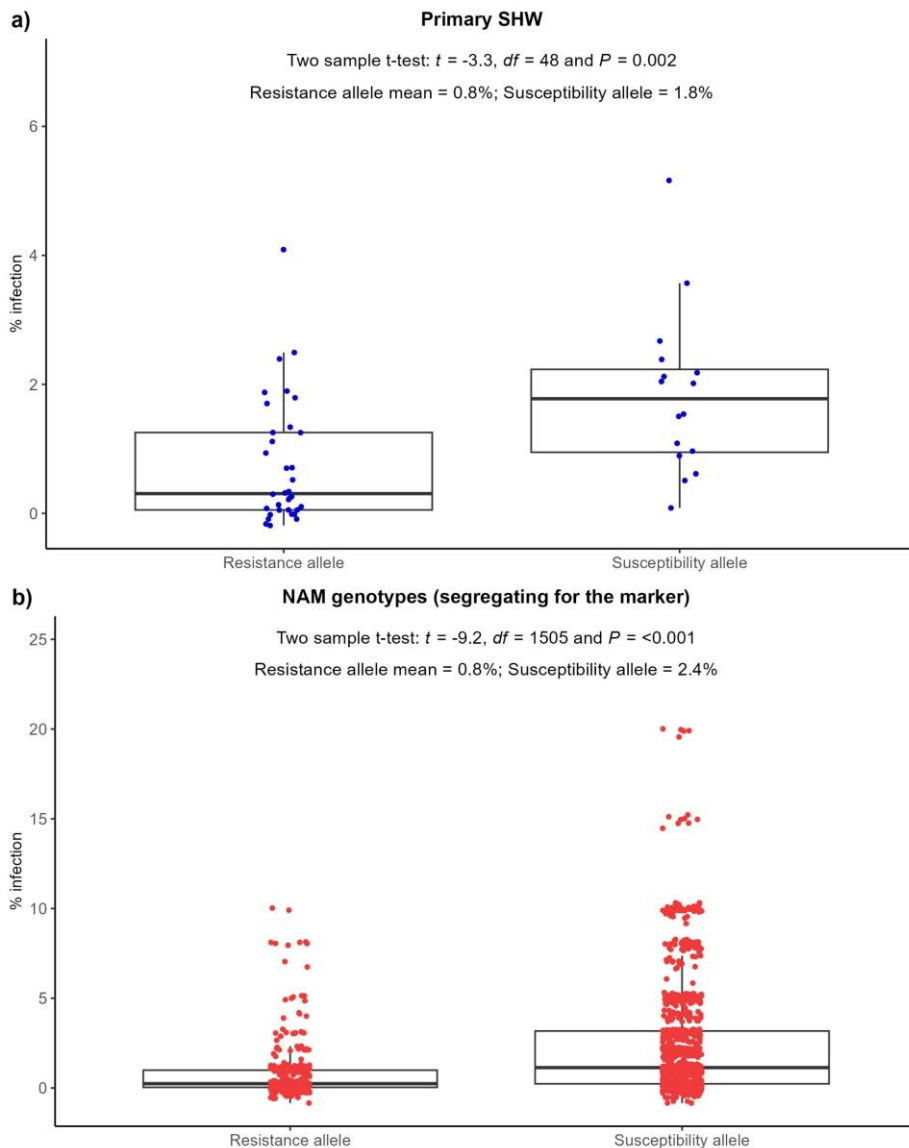 a)
Primary SHW
Two sample t-test: t = -3.3, df = 48 and P = 0.002
Resistance allele mean = 0.8%; Susceptibility allele = 1.8%
6
4
2
0
% infection
Resistance allele
Susceptibility allele
b)
NAM genotypes (segregating for the marker)
Two sample t-test: t = -9.2, df = 1505 and P = <0.001
Resistance allele mean = 0.8%; Susceptibility allele = 2.4%
25
20
15
10
5
0
% infection
Resistance allele
Susceptibility allele